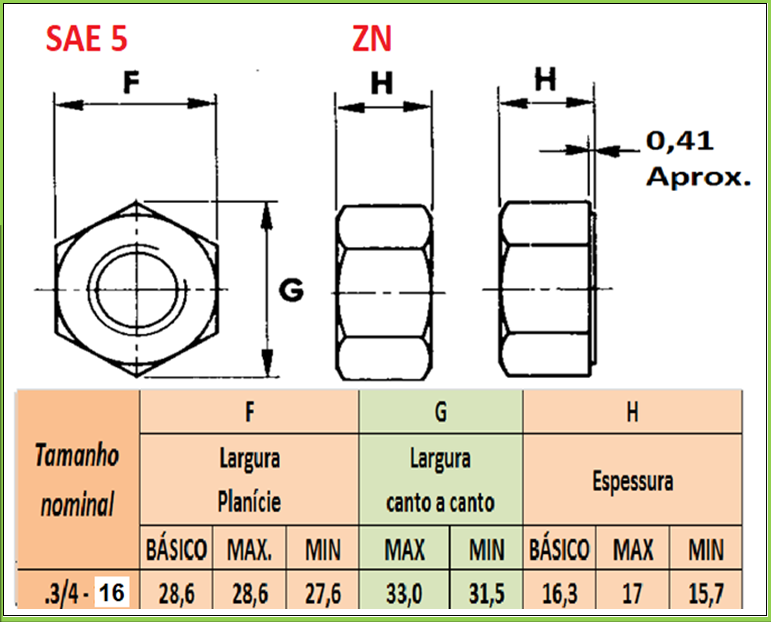 SAE 5 ZN
F H H
0,41
Aprox.
G
F G H
Tamanho
nominal
Largura
Planície
Largura
canto a canto
Espessura
BÁSICO MAX. MIN MAX MIN BÁSICO MAX MIN
.3/4 - 16 28,6 28,6 27,6 33,0 31,5 16,3 17 15,7